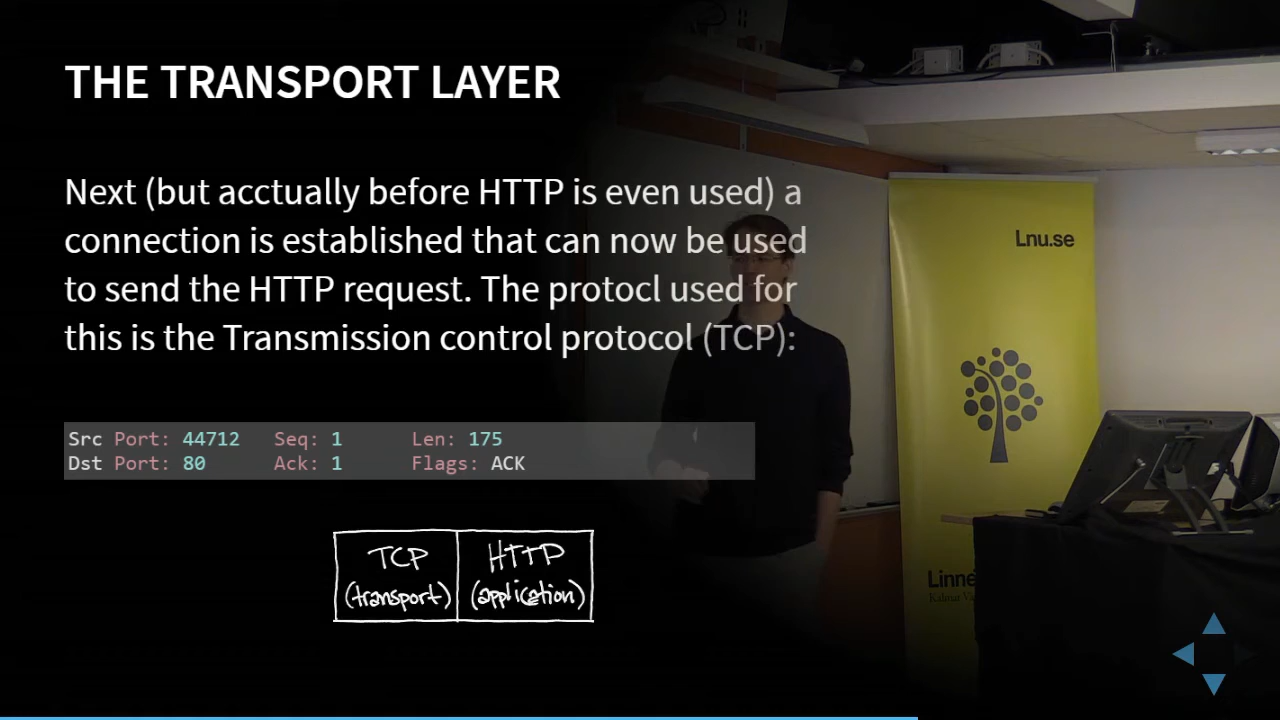 THE TRANSPORT LAYER
Next (but acctually before HTTP is even used) a
connection is established that can now be used
to send the HTTP request. The protocl used for
this is the Transmission control protocol (TCP):
Src Port: 44712 Seq: 1 Len: 175
Dst Port: 80 Ack: 1 Flags: ACK
TCP HTTP
(transport) (application)
Lnu.se
Linne